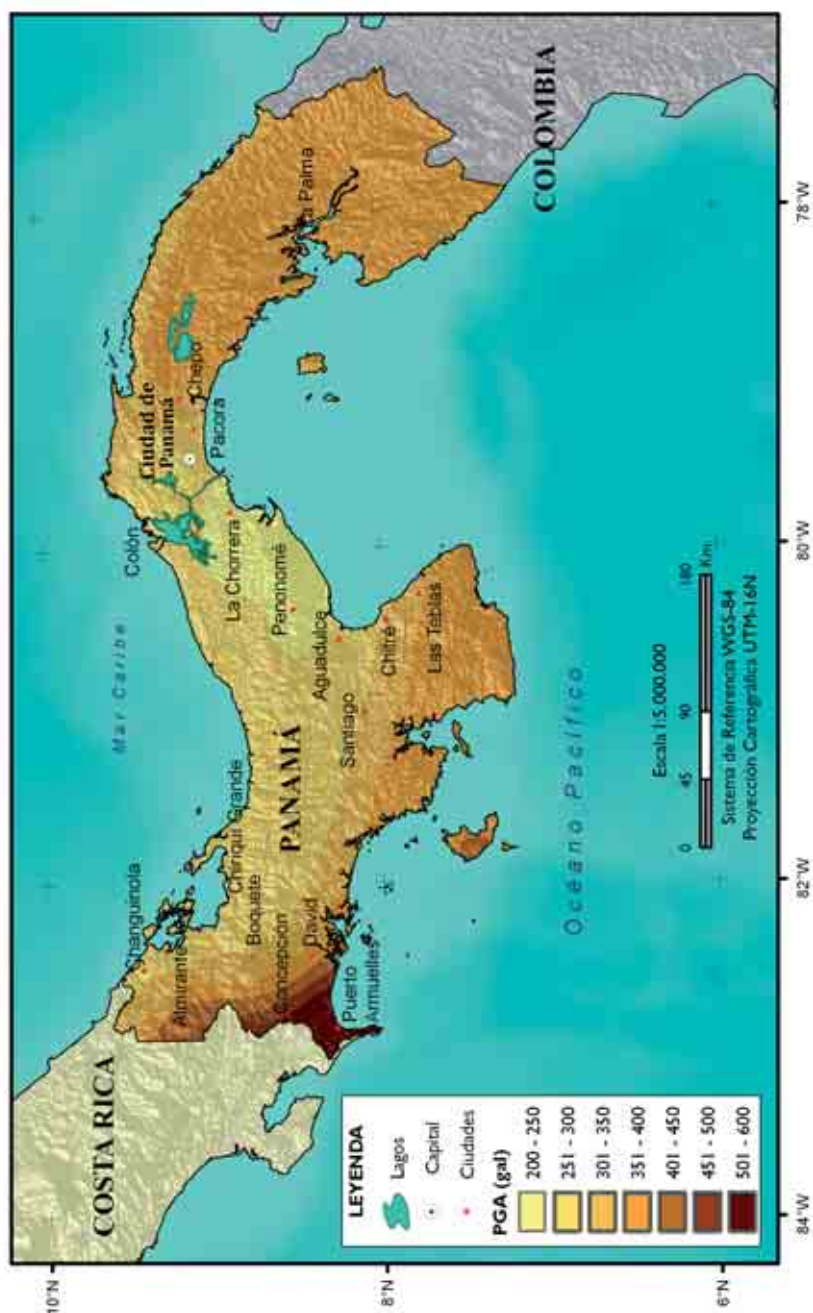 COSTA RICA
COLOMBIA
PANAMÁ
Mar Caribe
Océano Pacífico
Changuinola
Almirante
Chiriquí Grande
Boquete
Concepción
David
Puerto
Armuelles
Santiago
Aguadulce
Chitré
Las Tablas
Penonomé
La Chorrera
Colón
Ciudad de
Panamá
Pacora
Chepo
La Palma
LEYENDA
Lagos
Capital
Ciudades
PGA (gal)
200 - 250
251 - 300
301 - 350
351 - 400
401 - 450
451 - 500
501 - 600
Escala 1:5.000.000
0 45 90 180
Km.
Sistema de Referencia WGS-84
Proyección Cartográfica UTM-16N
10°N
8°N
6°N
84°W
82°W
80°W
78°W